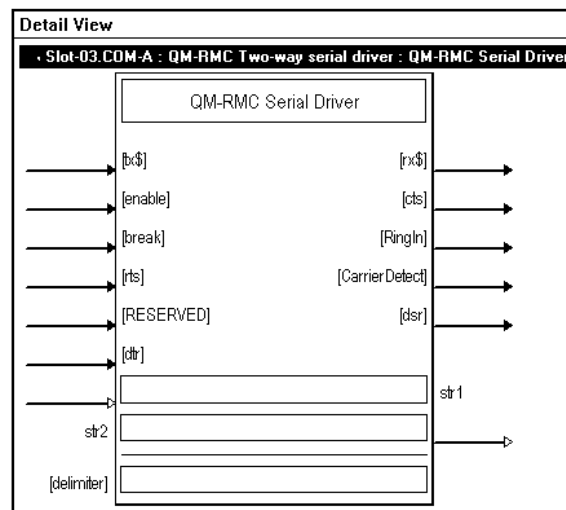 Detail View
Slot-03.COM-A : QM-RMC Two-way serial driver : QM-RMC Serial Driver
QM-RMC Serial Driver
[tx$] [rx$]
[enable] [cts]
[break] [RingIn]
[rts] [CarrierDetect]
[RESERVED] [dsr]
[dtr]
str1
str2
[delimiter]